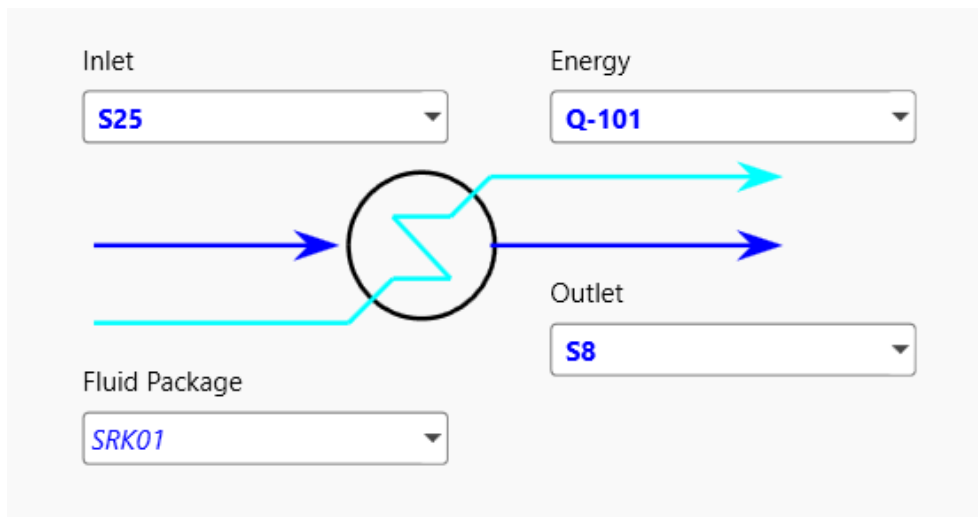 Inlet
Energy
S25
Q-101
Outlet
S8
Fluid Package
SRK01